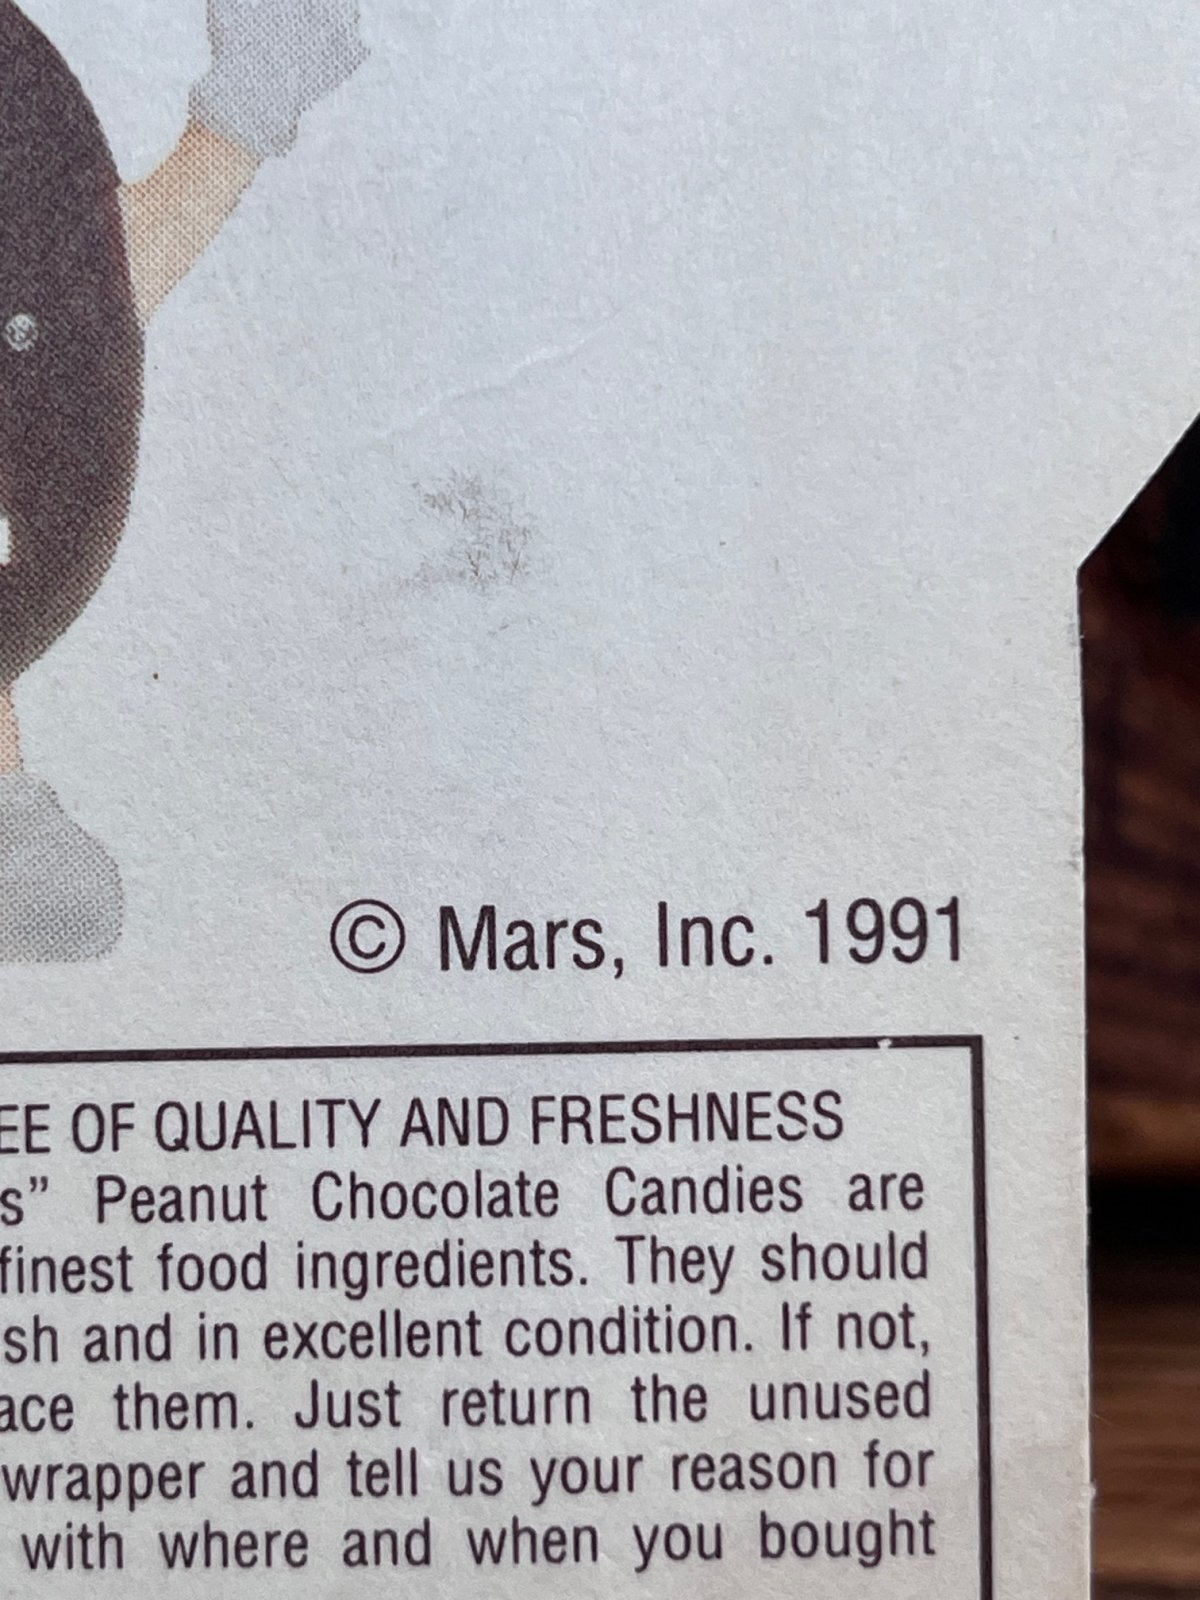 © Mars, Inc. 1991
EE OF QUALITY AND FRESHNESS
s” Peanut Chocolate Candies are
finest food ingredients. They should
sh and in excellent condition. If not,
ace them. Just return the unused
wrapper and tell us your reason for
with where and when you bought